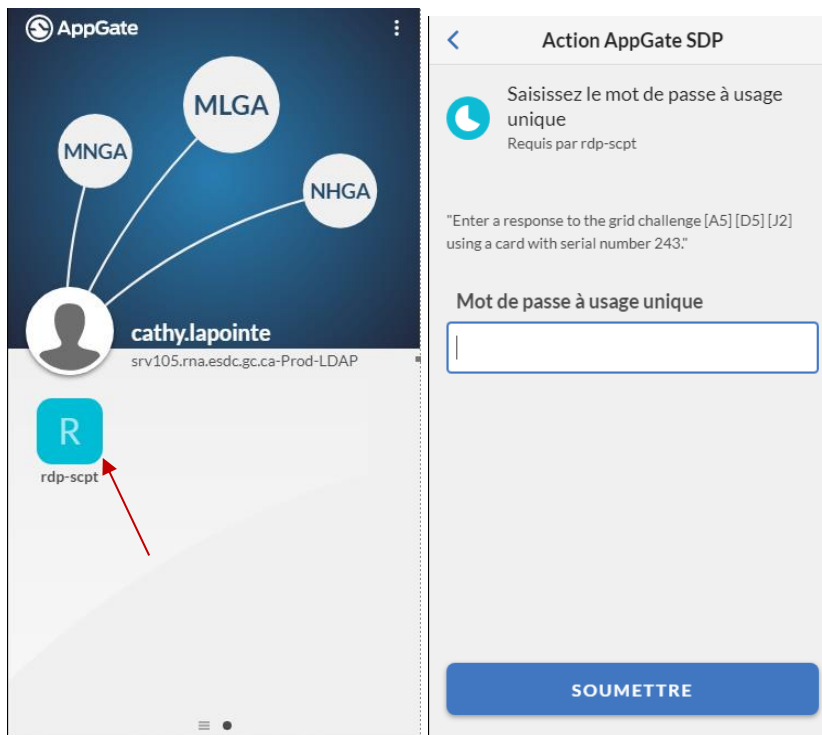 AppGate
MLGA
MNGA
NHGA
cathy.lapointe
srv105.rna.esdc.gc.ca-Prod-LDAP
R
rdp-scpt
Action AppGate SDP
Saisissez le mot de passe à usage
unique
Requis par rdp-scpt
"Enter a response to the grid challenge [A5] [D5] [J2]
using a card with serial number 243."
Mot de passe à usage unique
SOUMETTRE